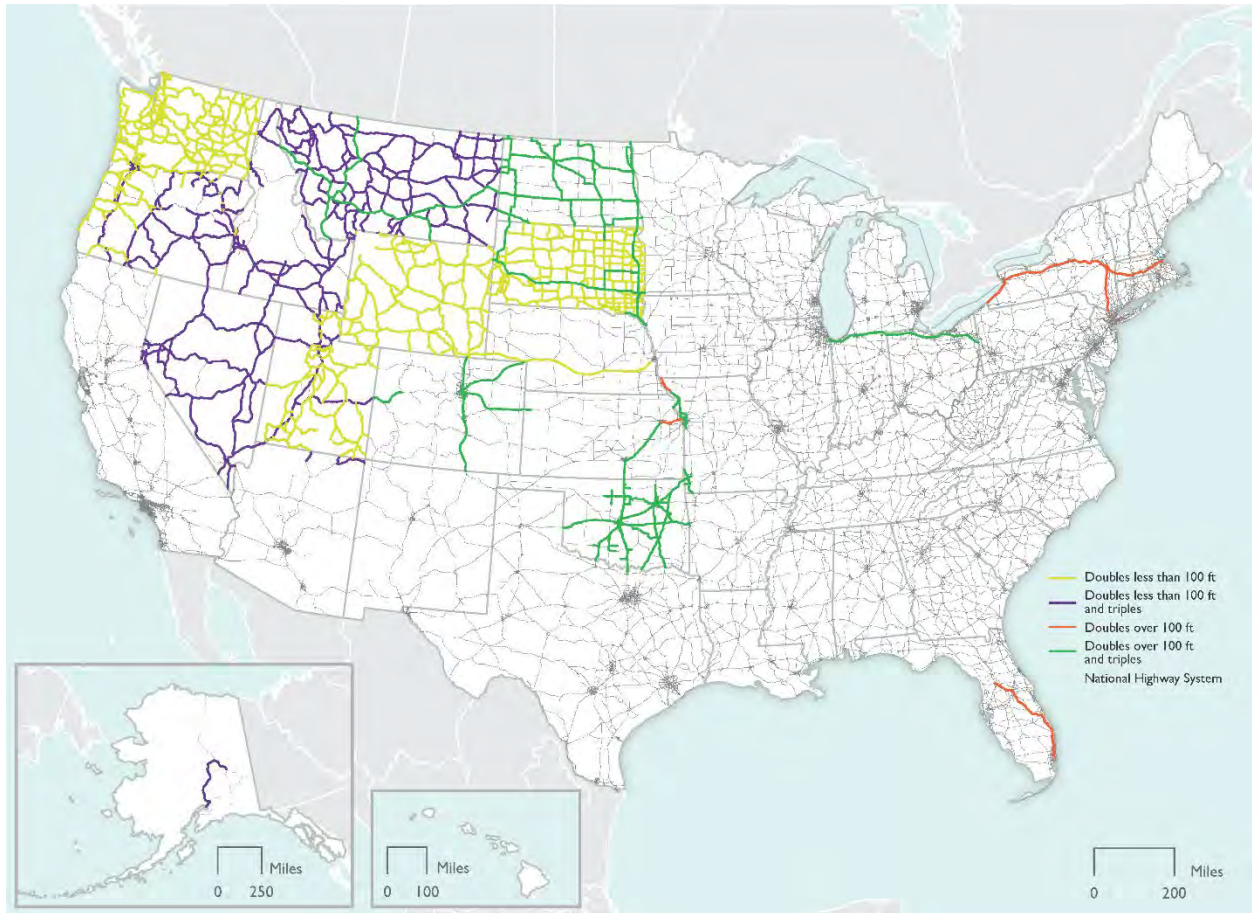 Doubles less than 100 ft
Doubles less than 100 ft
and triples
Doubles over 100 ft
Doubles over 100 ft
and triples
National Highway System
Miles
0 250
Miles
0 100
Miles
0 200